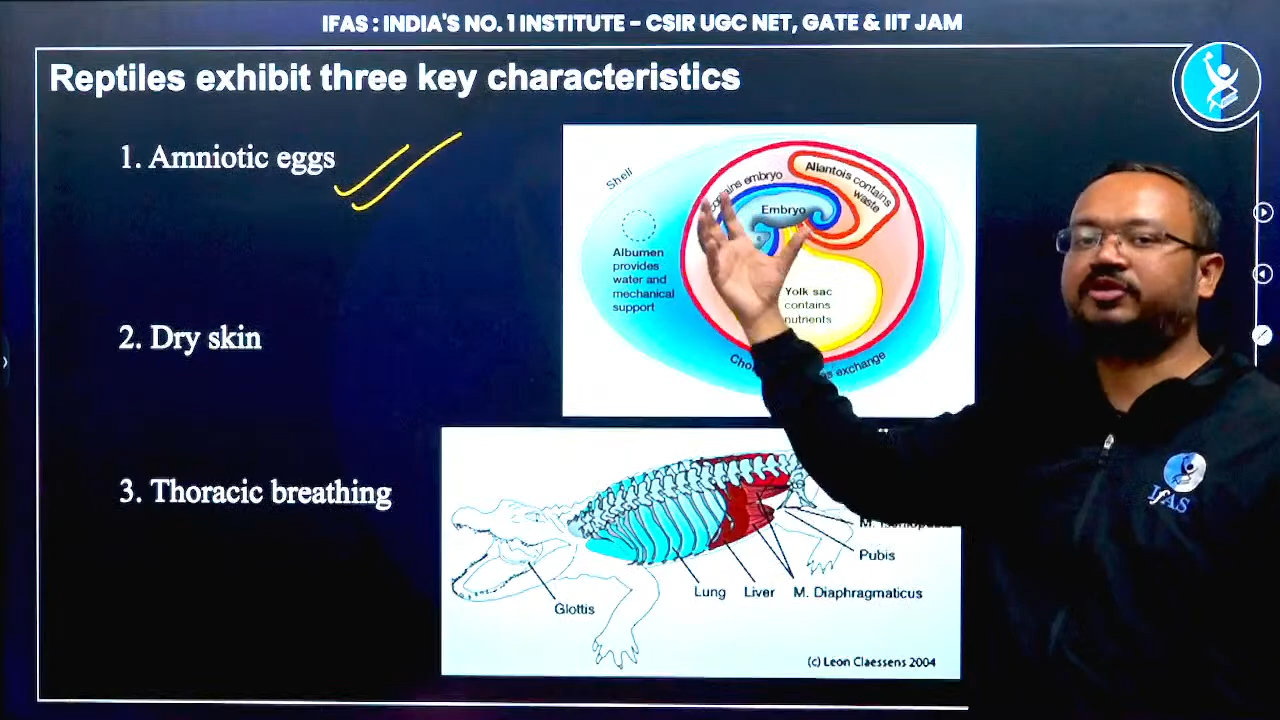 IFAS : INDIA'S NO. 1 INSTITUTE – CSIR UGC NET, GATE & IIT JAM
Reptiles exhibit three key characteristics
1. Amniotic eggs
2. Dry skin
3. Thoracic breathing
Shell
embryo
Allantois contains
waste
Embryo
Albumen
provides
water and
mechanical
support
Yolk sac
contains
nutrients
exchange
Glottis
Lung
Liver
M. Diaphragmaticus
Pubis
(c) Leon Claessens 2004
IFAS